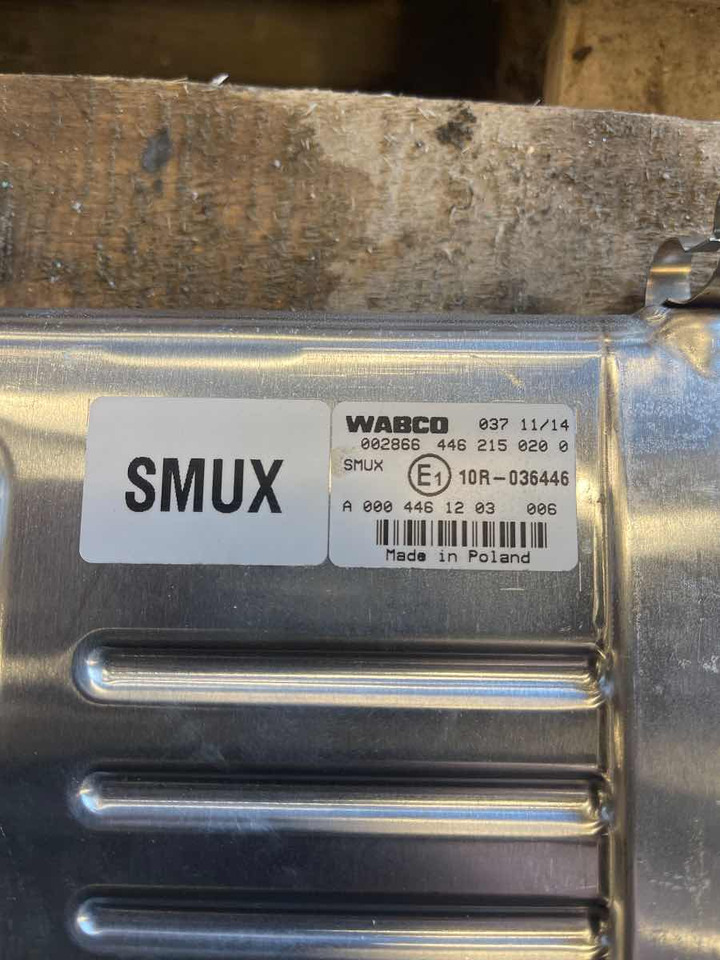 SMUX
WABCO 037 11/14
002866 446 215 020 0
SMUX E1 10R-036446
A 000 446 12 03 006
Made in Poland